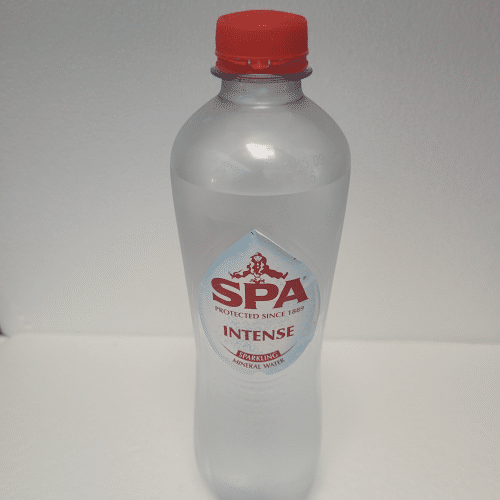 SPA®
PROTECTED SINCE 1889
INTENSE
SPARKLING
MINERAL WATER